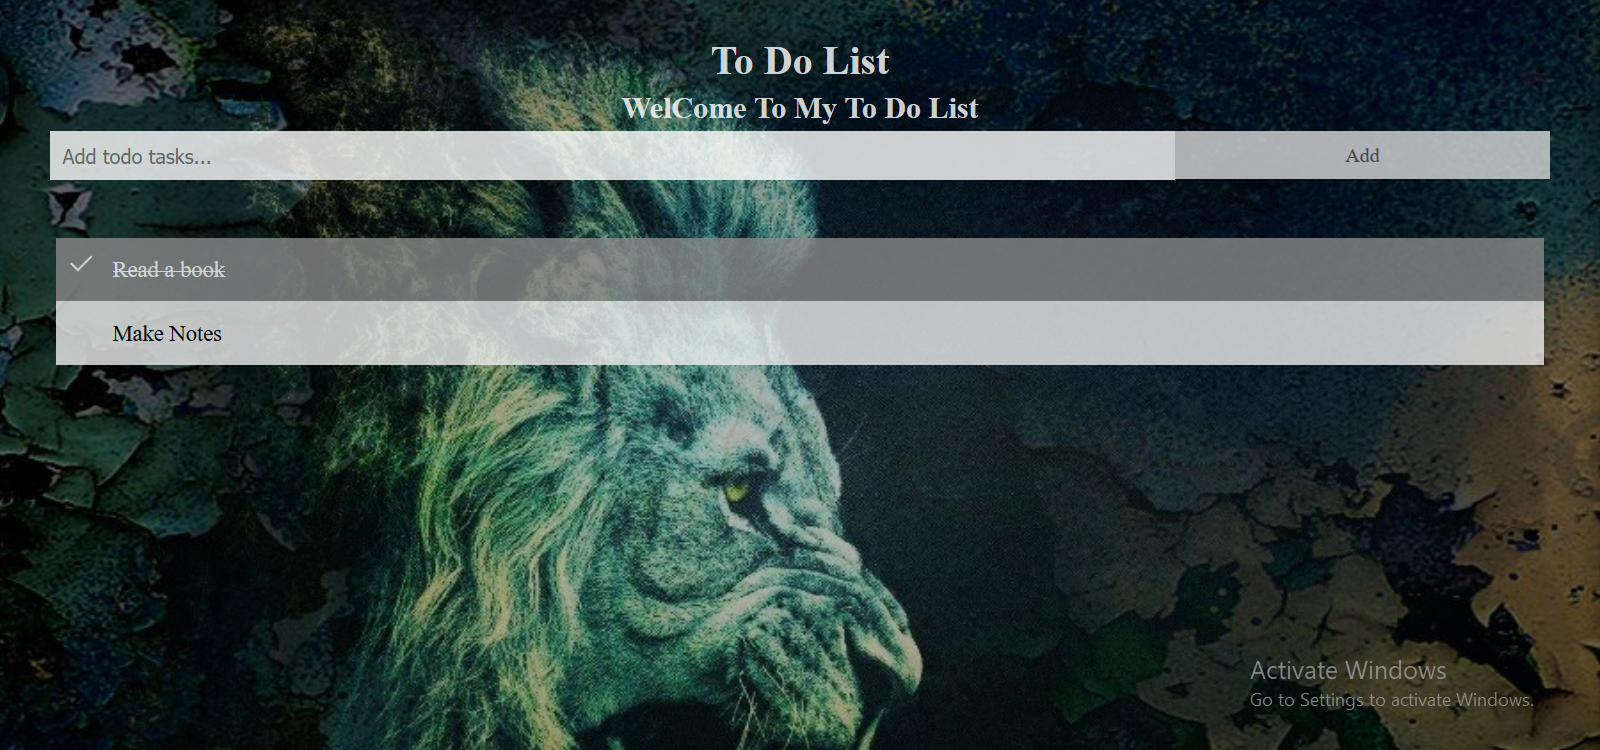 To Do List
WelCome To My To Do List
Add todo tasks...
Add
Read a book
Make Notes
Activate Windows
Go to Settings to activate Windows.